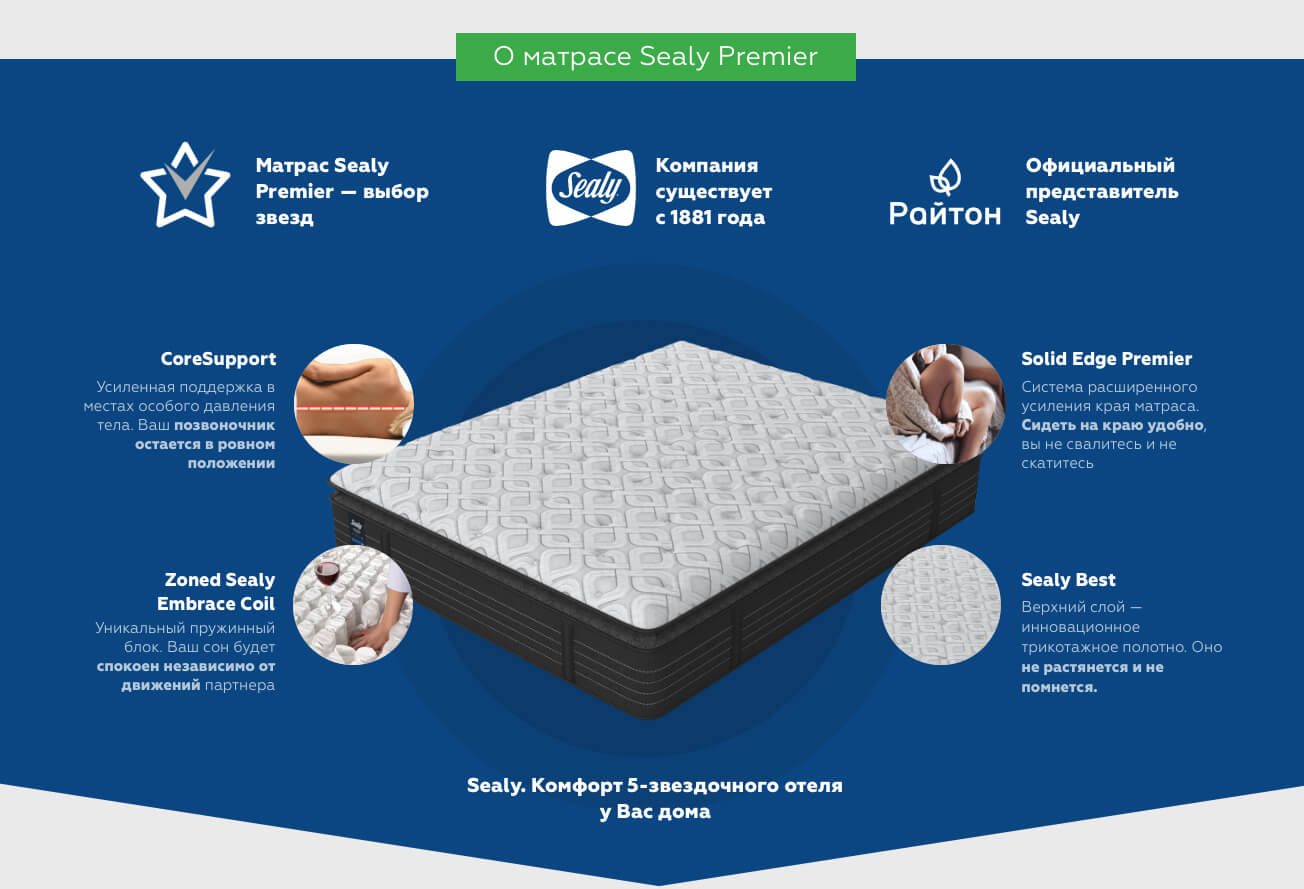 О матрасе Sealy Premier
Матрас Sealy
Premier — выбор
звезд
Sealy
Компания
существует
с 1881 года
Райтон
Официальный
представитель
Sealy
CoreSupport
Усиленная поддержка в
местах особого давления
тела. Ваш позвоночник
остается в ровном
положении
Solid Edge Premier
Система расширенного
усиления края матраса.
Сидеть на краю удобно,
вы не свалитесь и не
скатитесь
Sealy
Zoned Sealy
Embrace Coil
Уникальный пружинный
блок. Ваш сон будет
спокоен независимо от
движений партнера
Sealy Best
Верхний слой —
инновационное
трикотажное полотно. Оно
не растянется и не
помнется.
Sealy. Комфорт 5-звездочного отеля
у Вас дома